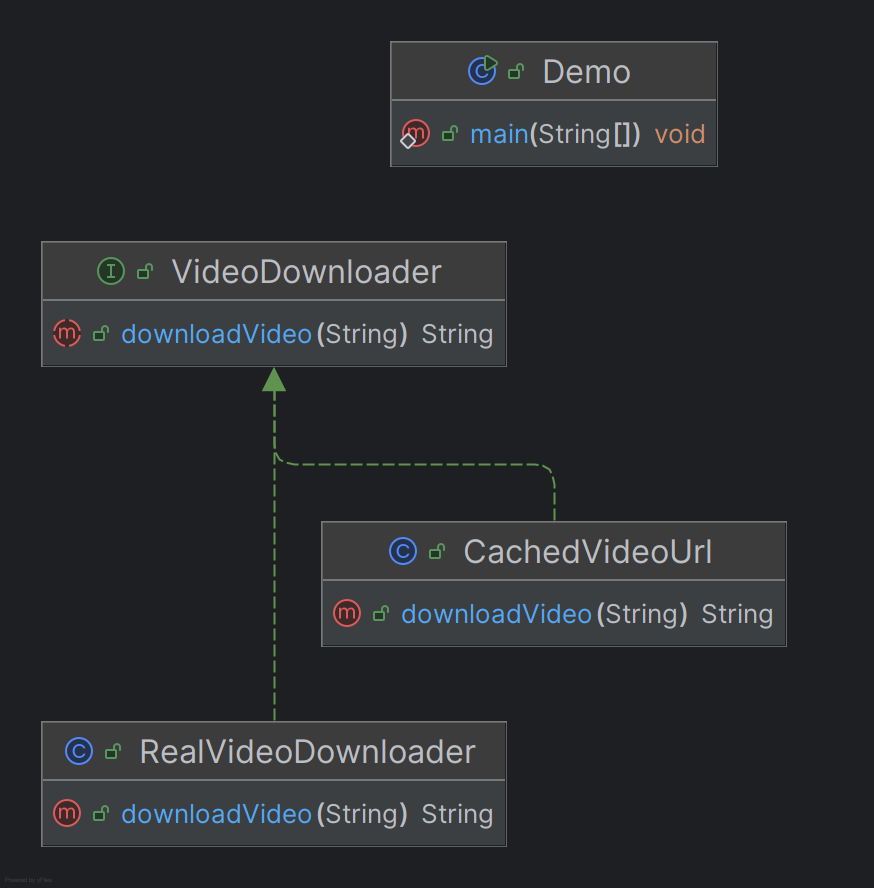 Demo
main(String[]) void
VideoDownloader
downloadVideo(String) String
CachedVideoUrl
downloadVideo(String) String
RealVideoDownloader
downloadVideo(String) String
Powered by yFiles